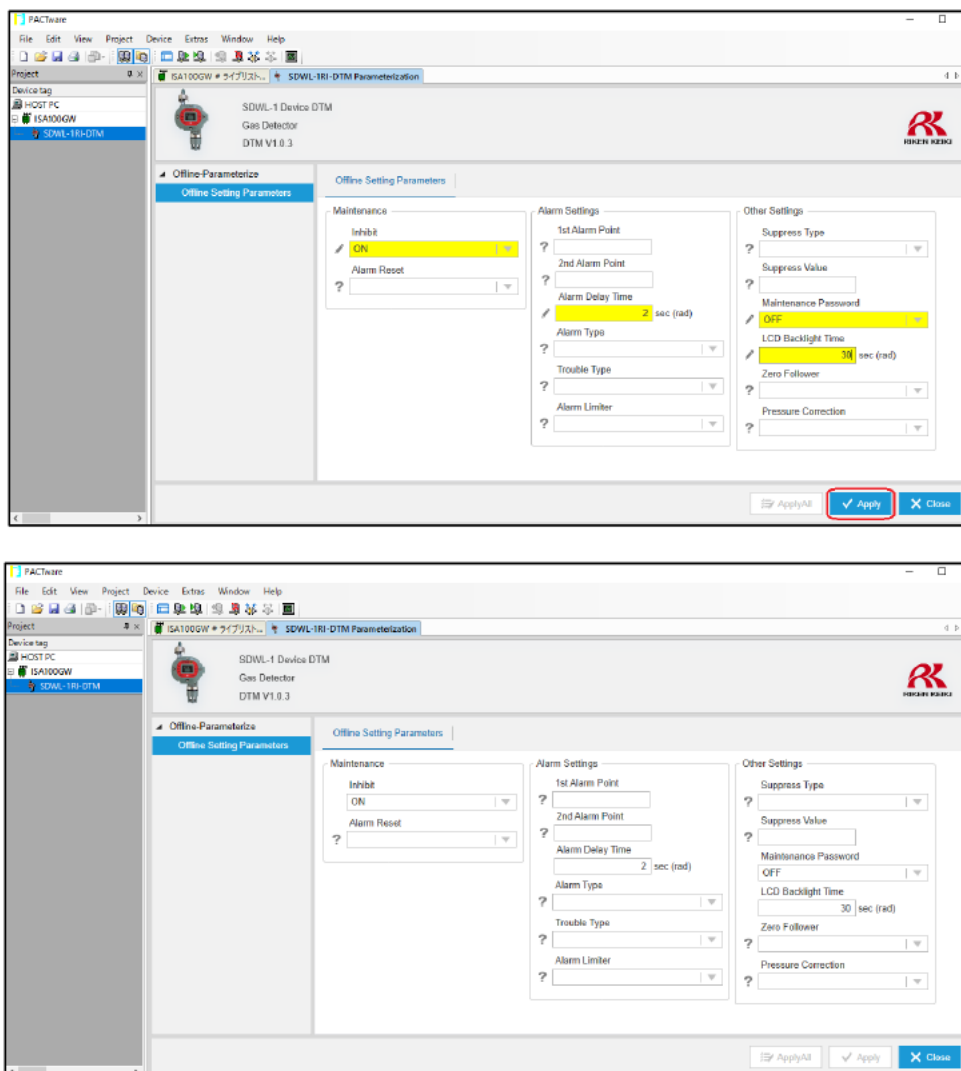 PACTware
File Edit View Project Device Extras Window Help
Project
ISA100GW # ライブリスト... SDWL-1RI-DTM Parameterization
Device tag
HOST PC
ISA100GW
SDWL-1RI-DTM
SDWL-1 Device DTM
Gas Detector
DTM V1.0.3
RIKEN KEIKI
Offline-Parameterize
Offline Setting Parameters
Offline Setting Parameters
Maintenance
Inhibit
ON
Alarm Reset
?
Alarm Settings
1st Alarm Point
?
2nd Alarm Point
?
Alarm Delay Time
2 sec (rad)
Alarm Type
?
Trouble Type
?
Alarm Limiter
?
Other Settings
Suppress Type
?
Suppress Value
?
Maintenance Password
OFF
LCD Backlight Time
30 sec (rad)
Zero Follower
?
Pressure Correction
?
ApplyAll Apply Close
PACTware
File Edit View Project Device Extras Window Help
Project
ISA100GW # ライブリスト... SDWL-1RI-DTM Parameterization
Device tag
HOST PC
ISA100GW
SDWL-1RI-DTM
SDWL-1 Device DTM
Gas Detector
DTM V1.0.3
RIKEN KEIKI
Offline-Parameterize
Offline Setting Parameters
Offline Setting Parameters
Maintenance
Inhibit
ON
Alarm Reset
?
Alarm Settings
1st Alarm Point
?
2nd Alarm Point
?
Alarm Delay Time
2 sec (rad)
Alarm Type
?
Trouble Type
?
Alarm Limiter
?
Other Settings
Suppress Type
?
Suppress Value
?
Maintenance Password
OFF
LCD Backlight Time
30 sec (rad)
Zero Follower
?
Pressure Correction
?
ApplyAll Apply Close